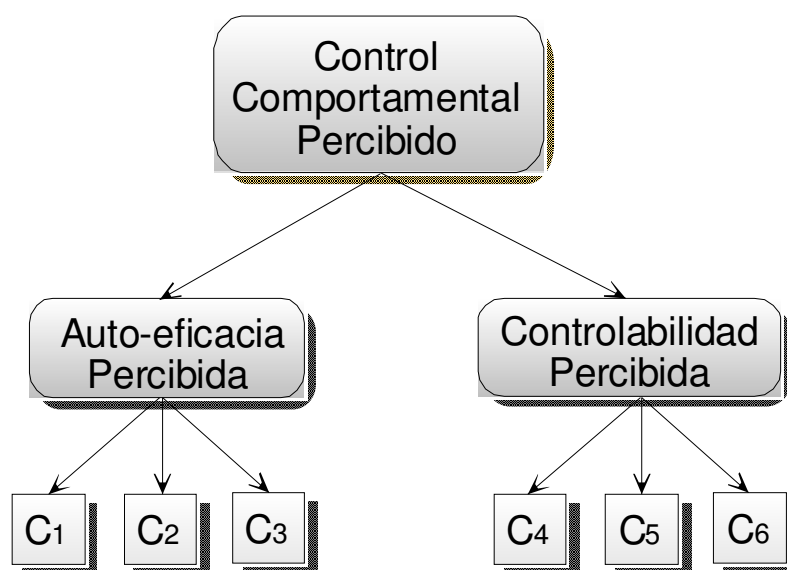 Control
Comportamental
Percibido
Auto-eficacia
Percibida
Controlabilidad
Percibida
C1
C2
C3
C4
C5
C6